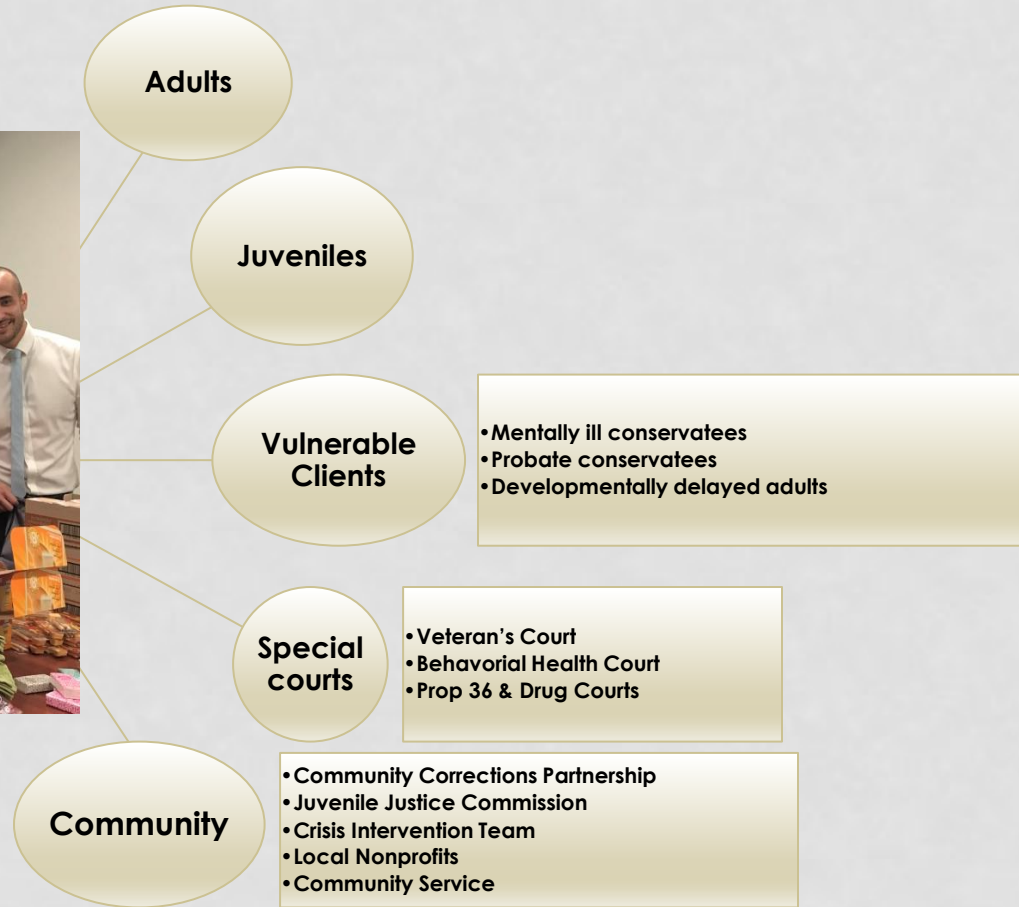 Adults
Juveniles
Vulnerable
Clients
•Mentally ill conservatees
•Probate conservatees
•Developmentally delayed adults
Special
courts
•Veteran’s Court
•Behavorial Health Court
•Prop 36 & Drug Courts
Community
•Community Corrections Partnership
•Juvenile Justice Commission
•Crisis Intervention Team
•Local Nonprofits
•Community Service